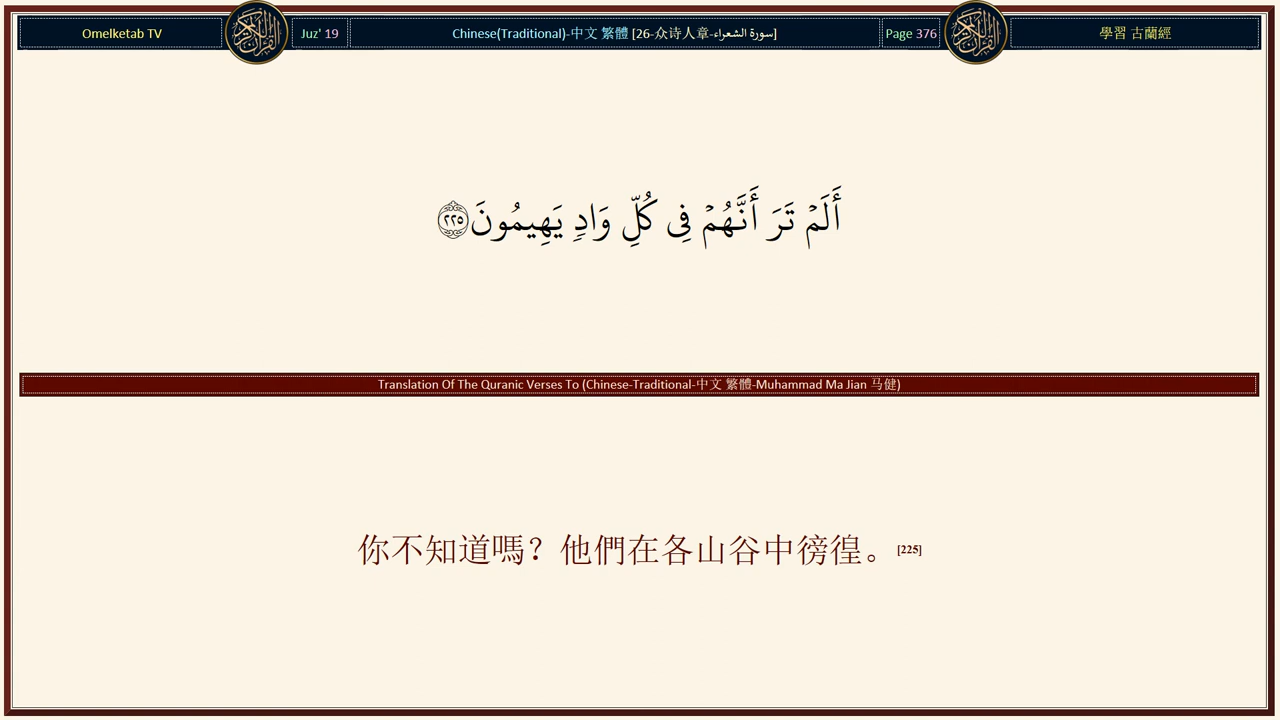 Omelketab TV
Juz' 19
Chinese(Traditional)-中文 繁體 [26-众诗人章-سورة الشعراء]
Page 376
學習 古蘭經
أَلَمۡ تَرَ أَنَّهُمۡ فِی كُلِّ وَادࣲ یَهِیمُونَ ٢٢٥
Translation Of The Quranic Verses To (Chinese-Traditional-中文 繁體-Muhammad Ma Jian 马健)
你不知道嗎？他們在各山谷中徬徨。[225]